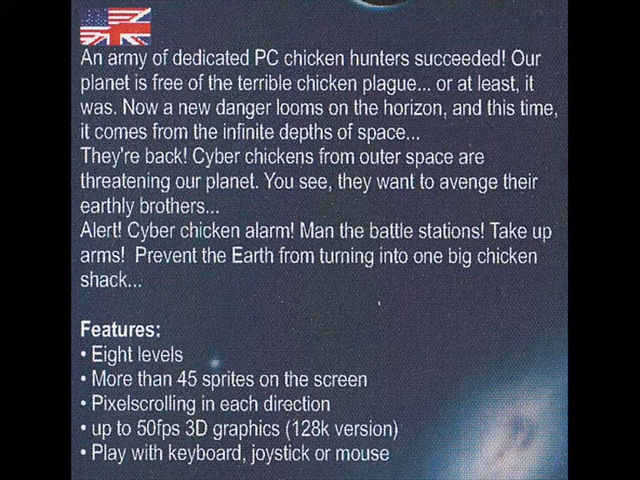 An army of dedicated PC chicken hunters succeeded! Our
planet is free of the terrible chicken plague... or at least, it
was. Now a new danger looms on the horizon, and this time,
it comes from the infinite depths of space...
They're back! Cyber chickens from outer space are
threatening our planet. You see, they want to avenge their
earthly brothers...
Alert! Cyber chicken alarm! Man the battle stations! Take up
arms!  Prevent the Earth from turning into one big chicken
shack...
Features:
• Eight levels
• More than 45 sprites on the screen
• Pixelscrolling in each direction
• up to 50fps 3D graphics (128k version)
• Play with keyboard, joystick or mouse